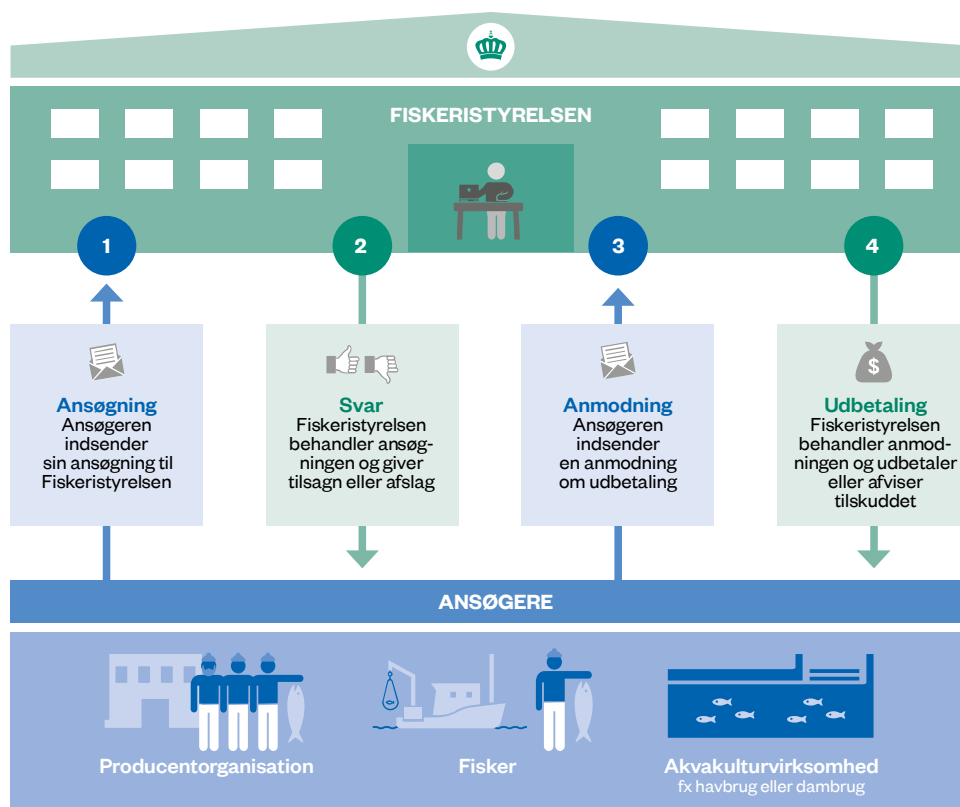 FISKERISTYRELSEN
1
2
3
4
Ansøgning
Ansøgeren
indsender
sin ansøgning til
Fiskeristyrelsen
Svar
Fiskeristyrelsen
behandler ansøg-
ningen og giver
tilsagn eller afslag
Anmodning
Ansøgeren
indsender
en anmodning
om udbetaling
$
Udbetaling
Fiskeristyrelsen
behandler anmod-
ningen og udbetaler
eller afviser
tilskuddet
ANSØGERE
Producentorganisation
Fisker
Akvakulturvirksomhed
fx havbrug eller dambrug